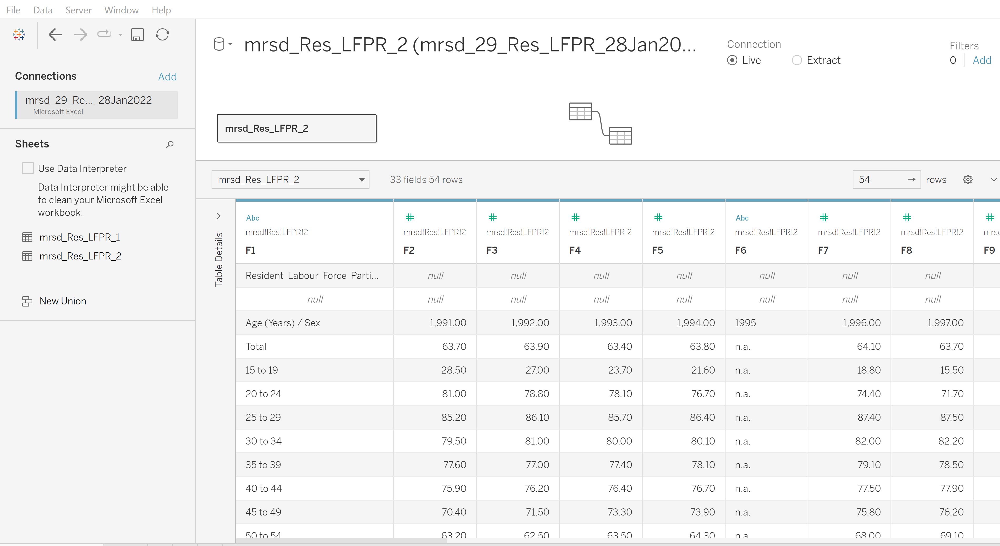 File Data Server Window Help
mrsd_Res_LFPR_2 (mrsd_29_Res_LFPR_28Jan20...
Connection
Live Extract
Filters
0 Add
Connections Add
mrsd_29_Re..._28Jan2022
Microsoft Excel
Sheets
Use Data Interpreter
Data Interpreter might be able
to clean your Microsoft Excel
workbook.
mrsd_Res_LFPR_1
mrsd_Res_LFPR_2
New Union
mrsd_Res_LFPR_2
mrsd_Res_LFPR_2 33 fields 54 rows 54 rows
Table Details
Abc # # # # Abc # # #
mrsd!Res!LFPR!2 mrsd!Res!LFPR!2 mrsd!Res!LFPR!2 mrsd!Res!LFPR!2 mrsd!Res!LFPR!2 mrsd!Res!LFPR!2 mrsd!Res!LFPR!2 mrsd!Res!LFPR!2
F1 F2 F3 F4 F5 F6 F7 F8 F9
Resident Labour Force Parti... null null null null null null null
null null null null null null null null
Age (Years) / Sex 1,991.00 1,992.00 1,993.00 1,994.00 1995 1,996.00 1,997.00
Total 63.70 63.90 63.40 63.80 n.a. 64.10 63.70
15 to 19 28.50 27.00 23.70 21.60 n.a. 18.80 15.50
20 to 24 81.00 78.80 78.10 76.70 n.a. 74.40 71.70
25 to 29 85.20 86.10 85.70 86.40 n.a. 87.40 87.50
30 to 34 79.50 81.00 80.00 80.10 n.a. 82.00 82.20
35 to 39 77.60 77.00 77.40 78.10 n.a. 79.10 78.50
40 to 44 75.90 76.20 76.40 76.70 n.a. 77.50 77.90
45 to 49 70.40 71.50 73.30 73.90 n.a. 75.80 76.20
50 to 54 63.20 62.50 63.50 64.30 n.a. 68.00 69.10